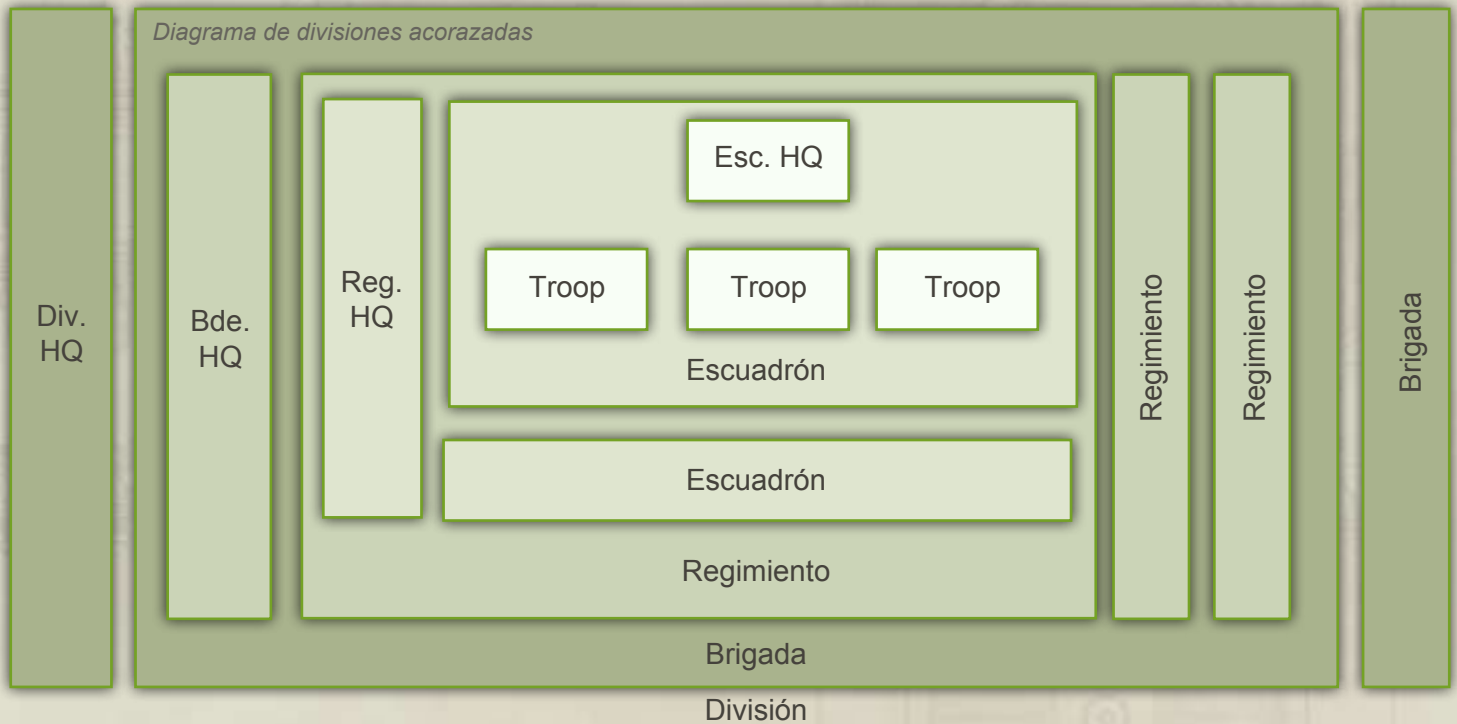 Diagrama de divisiones acorazadas
Div.
HQ
Bde.
HQ
Reg.
HQ
Esc. HQ
Troop
Troop
Troop
Escuadrón
Escuadrón
Regimiento
Regimiento
Regimiento
Brigada
Brigada
División